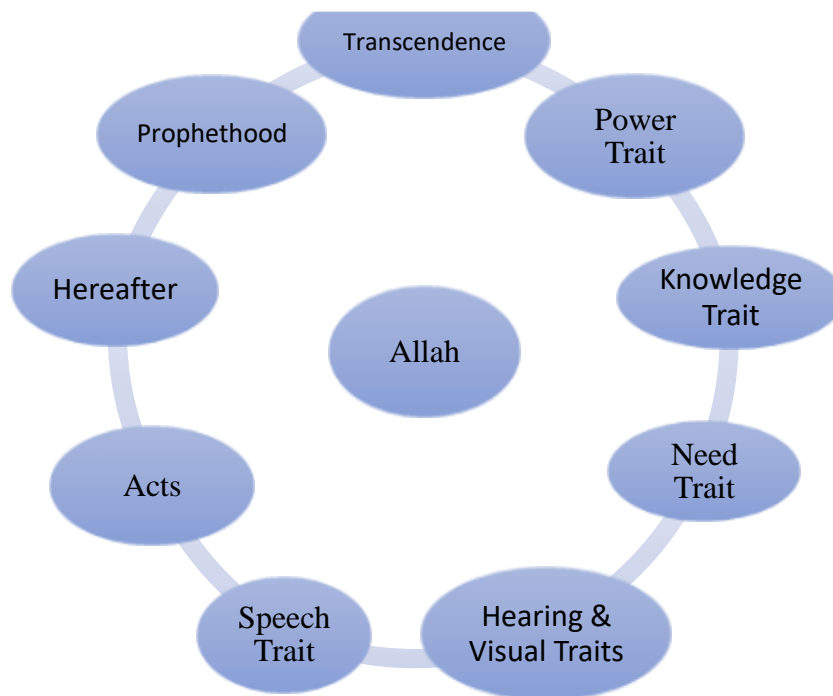 Transcendence
Power
Trait
Knowledge
Trait
Need
Trait
Hearing &
Visual Traits
Speech
Trait
Acts
Hereafter
Prophethood
Allah